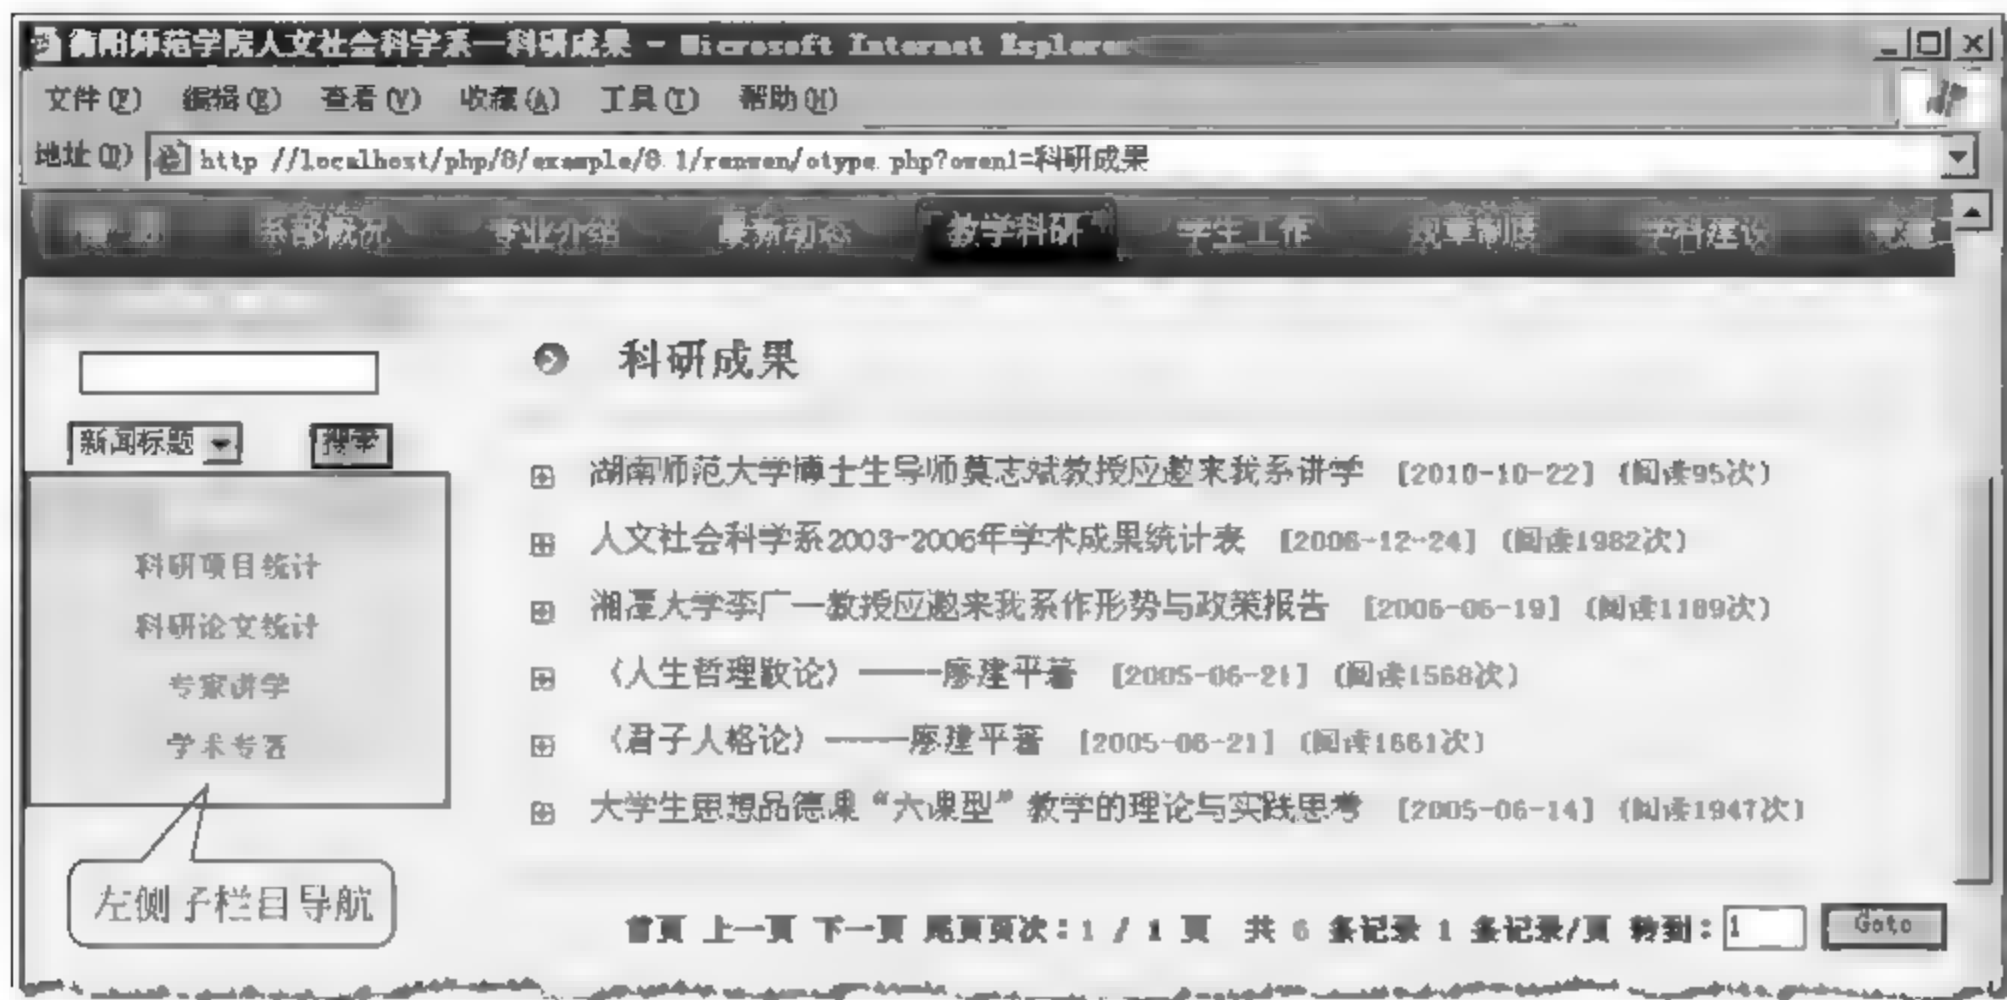 衡阳师范学院人文社会科学系—科研成果 - Microsoft Internet Explorer
文件(F) 编辑(E) 查看(V) 收藏(A) 工具(T) 帮助(H)
地址(D) http //localhost/php/8/example/8 1/renwen/otype php?owen1=科研成果
系部概况 专业介绍 最新动态 教学科研 学生工作 规章制度 学科建设
科研成果
新闻标题 搜索
湖南师范大学博士生导师莫志斌教授应邀来我系讲学 [2010-10-22] (阅读95次)
人文社会科学系2003-2006年学术成果统计表 [2006-12-24] (阅读1982次)
湘潭大学李广一教授应邀来我系作形势与政策报告 [2006-06-19] (阅读1189次)
《人生哲理散论》———廖建平著 [2005-06-21] (阅读1568次)
《君子人格论》———廖建平著 [2005-06-21] (阅读1661次)
大学生思想品德课“六课型”教学的理论与实践思考 [2005-06-14] (阅读1947次)
科研项目统计
科研论文统计
专家讲学
学术专著
左侧子栏目导航
首页 上一页 下一页 尾页页次:1 / 1 页 共 6 条记录 1 条记录/页 转到: 1 Goto